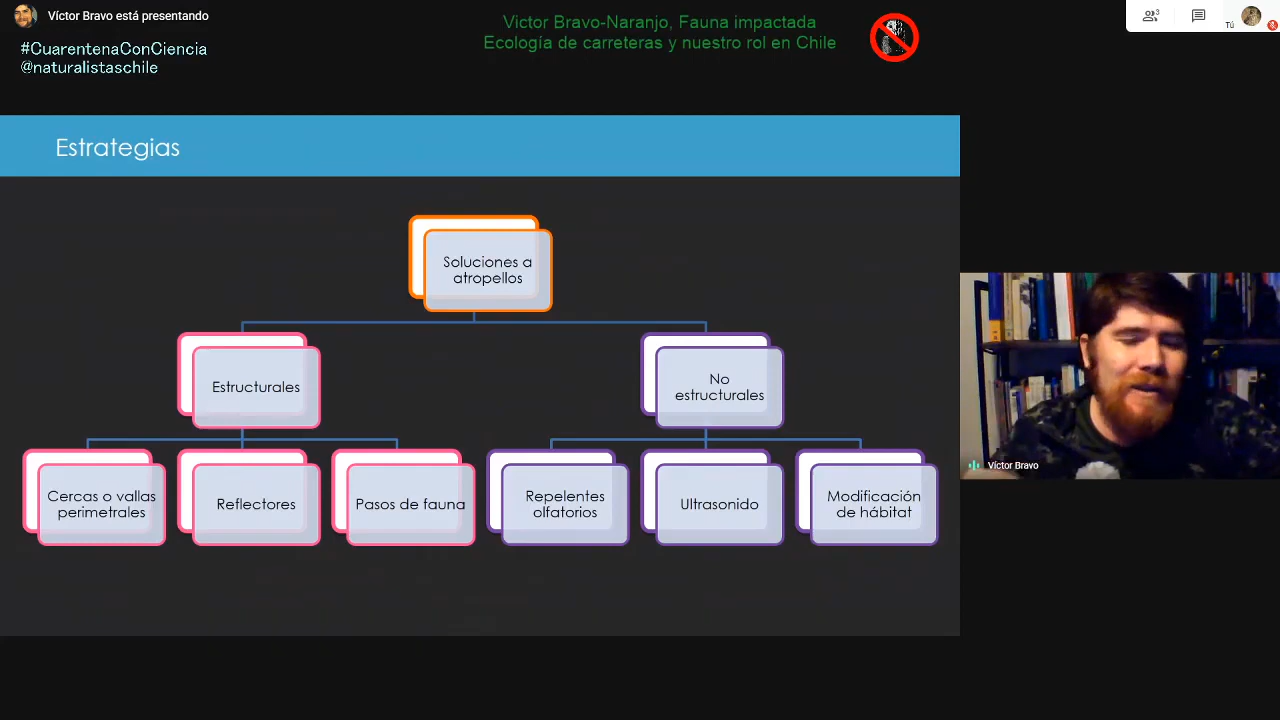 Víctor Bravo está presentando
#CuarentenaConCiencia
@naturalistaschile
Victor Bravo-Naranjo, Fauna impactada
Ecología de carreteras y nuestro rol en Chile
3
Tú
Estrategias
Soluciones a
atropellos
Estructurales
No
estructurales
Cercas o vallas
perimetrales
Reflectores
Pasos de fauna
Repelentes
olfatorios
Ultrasonido
Modificación
de hábitat
Víctor Bravo